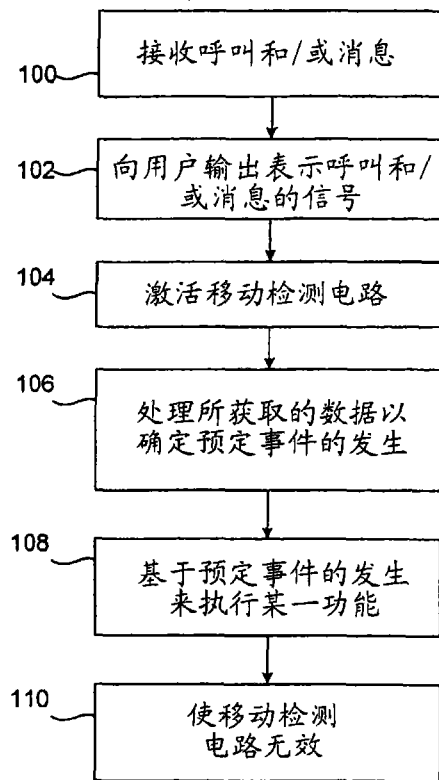 100
接收呼叫和/或消息
102
向用户输出表示呼叫和/
或消息的信号
104
激活移动检测电路
106
处理所获取的数据以
确定预定事件的发生
108
基于预定事件的发生
来执行某一功能
110
使移动检测
电路无效